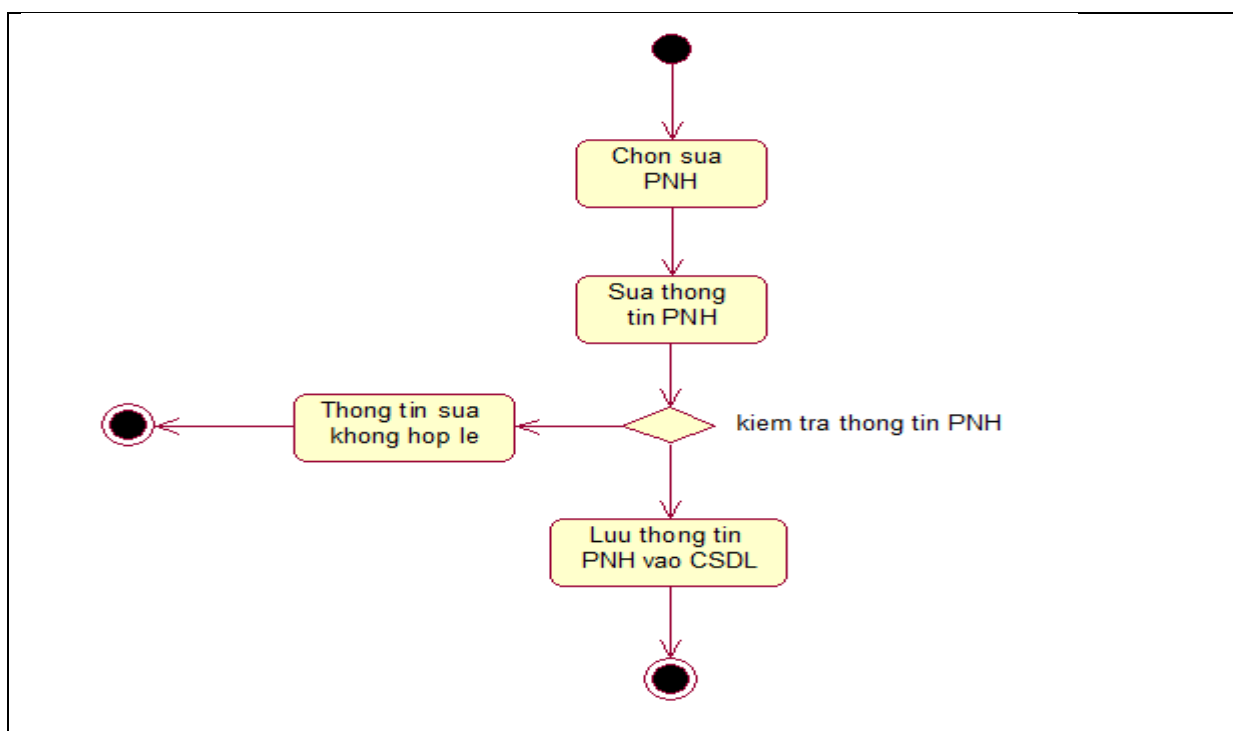 Chon sua
PNH
Sua thong
tin PNH
Thong tin sua
khong hop le
kiem tra thong tin PNH
Luu thong tin
PNH vao CSDL